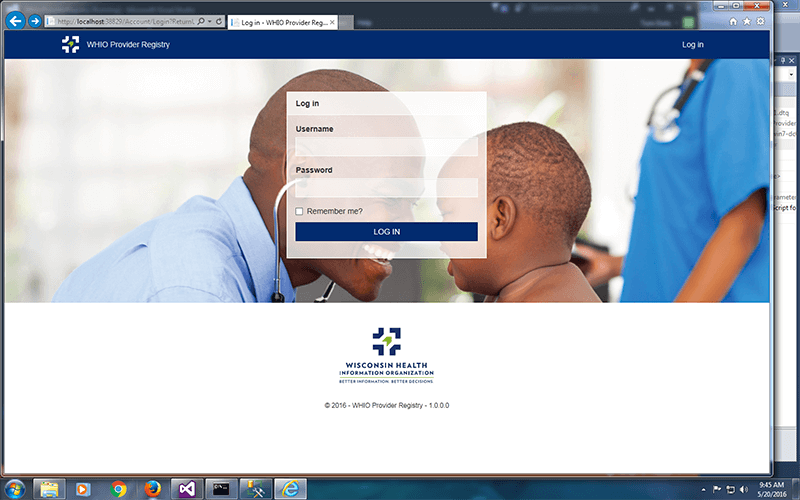 http://localhost:38829/Account/Login?Return
Log in - WHIO Provider Reg...
WHIO Provider Registry
Log in
Log in
Username
Password
Remember me?
LOG IN
WISCONSIN HEALTH
INFORMATION ORGANIZATION
BETTER INFORMATION. BETTER DECISIONS.
© 2016 - WHIO Provider Registry - 1.0.0.0
9:45 AM
5/20/2016